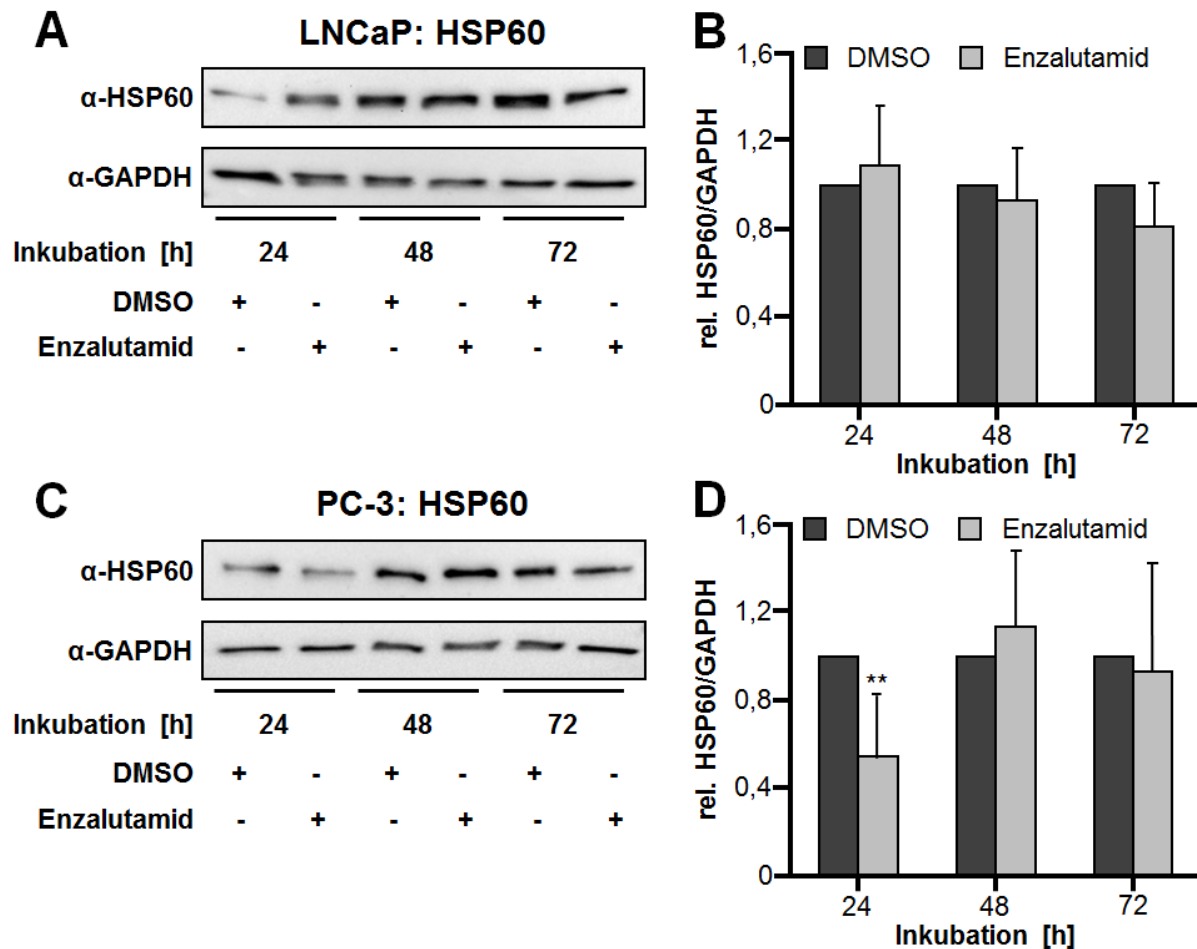 A
LNCaP: HSP60
α-HSP60
α-GAPDH
Inkubation [h] 24 48 72
DMSO + - + - + -
Enzalutamid - + - + - +
B
DMSO Enzalutamid
rel. HSP60/GAPDH
1,6
1,2
0,8
0,4
0
24 48 72
Inkubation [h]
C
PC-3: HSP60
α-HSP60
α-GAPDH
Inkubation [h] 24 48 72
DMSO + - + - + -
Enzalutamid - + - + - +
D
DMSO Enzalutamid
rel. HSP60/GAPDH
1,6
1,2
0,8
0,4
0
**
24 48 72
Inkubation [h]